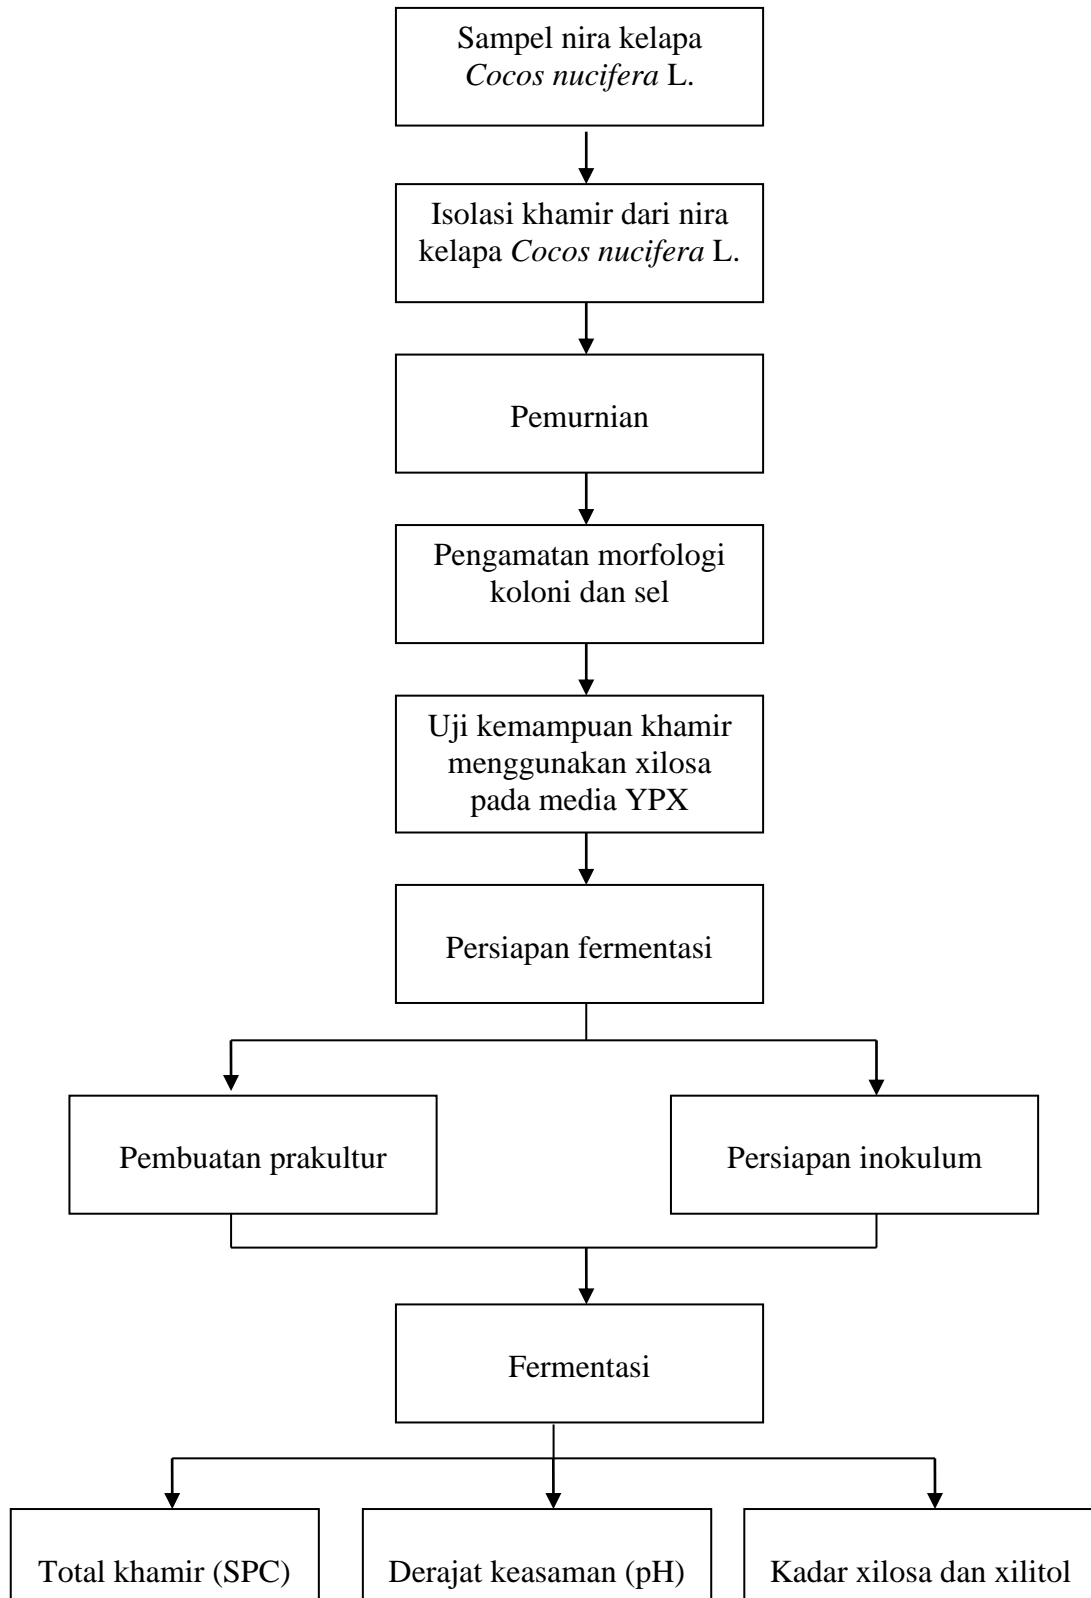 Sampel nira kelapa
Cocos nucifera L.
Isolasi khamir dari nira
kelapa Cocos nucifera L.
Pemurnian
Pengamatan morfologi
koloni dan sel
Uji kemampuan khamir
menggunakan xilosa
pada media YPX
Persiapan fermentasi
Pembuatan prakultur
Persiapan inokulum
Fermentasi
Total khamir (SPC)
Derajat keasaman (pH)
Kadar xilosa dan xilitol